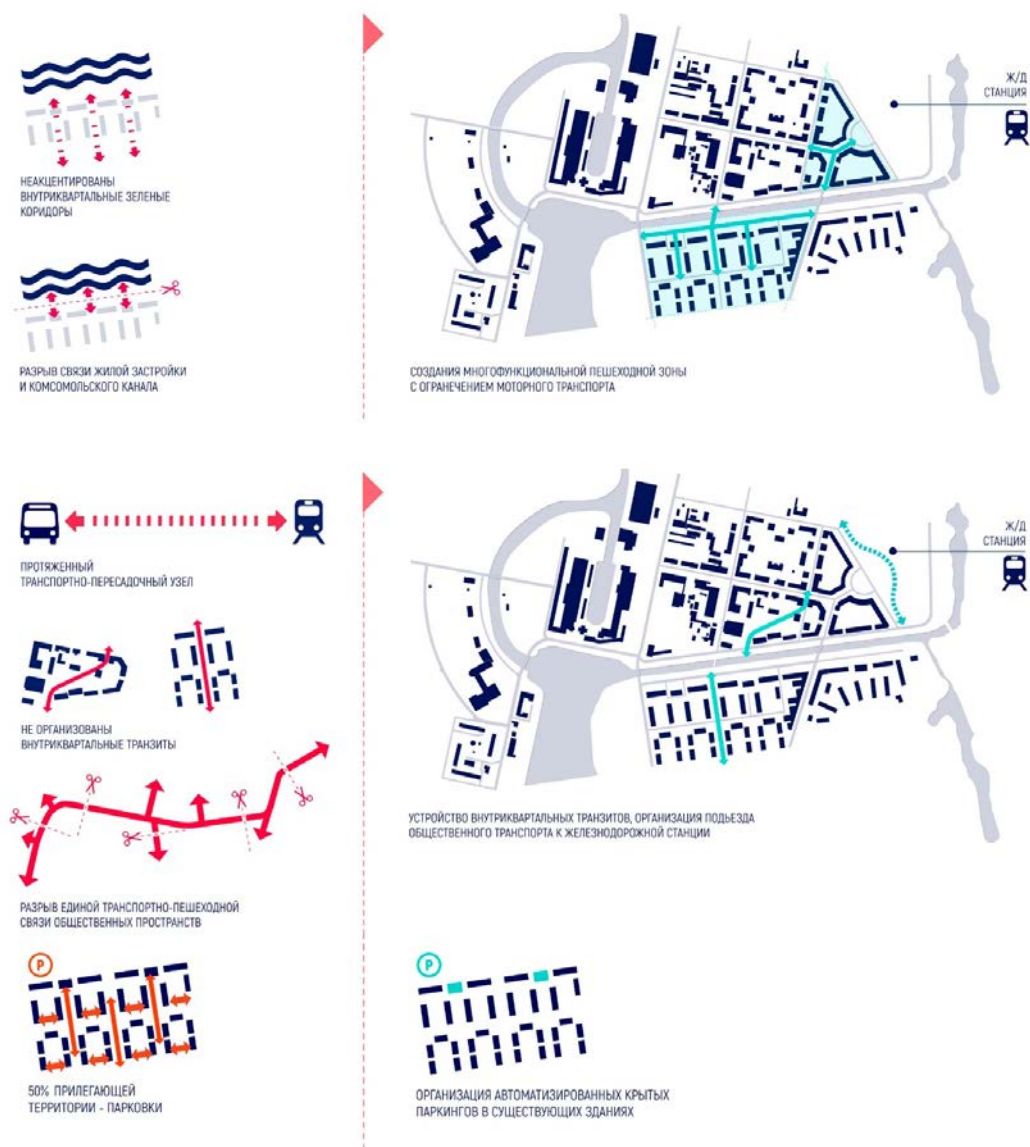 НЕАКЦЕНТИРОВАНЫ
ВНУТРИКВАРТАЛЬНЫЕ ЗЕЛЕНЫЕ
КОРИДОРЫ
РАЗРЫВ СВЯЗИ ЖИЛОЙ ЗАСТРОЙКИ
И КОМСОМОЛЬСКОГО КАНАЛА
Ж/Д
СТАНЦИЯ
СОЗДАНИЯ МНОГОФУНКЦИОНАЛЬНОЙ ПЕШЕХОДНОЙ ЗОНЫ
С ОГРАНЕЧЕНИЕМ МОТОРНОГО ТРАНСПОРТА
ПРОТЯЖЕННЫЙ
ТРАНСПОРТНО-ПЕРЕСАДОЧНЫЙ УЗЕЛ
НЕ ОРГАНИЗОВАНЫ
ВНУТРИКВАРТАЛЬНЫЕ ТРАНЗИТЫ
РАЗРЫВ ЕДИНОЙ ТРАНСПОРТНО-ПЕШЕХОДНОЙ
СВЯЗИ ОБЩЕСТВЕННЫХ ПРОСТРАНСТВ
Ж/Д
СТАНЦИЯ
УСТРОЙСТВО ВНУТРИКВАРТАЛЬНЫХ ТРАНЗИТОВ, ОРГАНИЗАЦИЯ ПОДЬЕЗДА
ОБЩЕСТВЕННОГО ТРАНСПОРТА К ЖЕЛЕЗНОДОРОЖНОЙ СТАНЦИИ
P
50% ПРИЛЕГАЮЩЕЙ
ТЕРРИТОРИИ - ПАРКОВКИ
P
ОРГАНИЗАЦИЯ АВТОМАТИЗИРОВАННЫХ КРЫТЫХ
ПАРКИНГОВ В СУЩЕСТВУЮЩИХ ЗДАНИЯХ